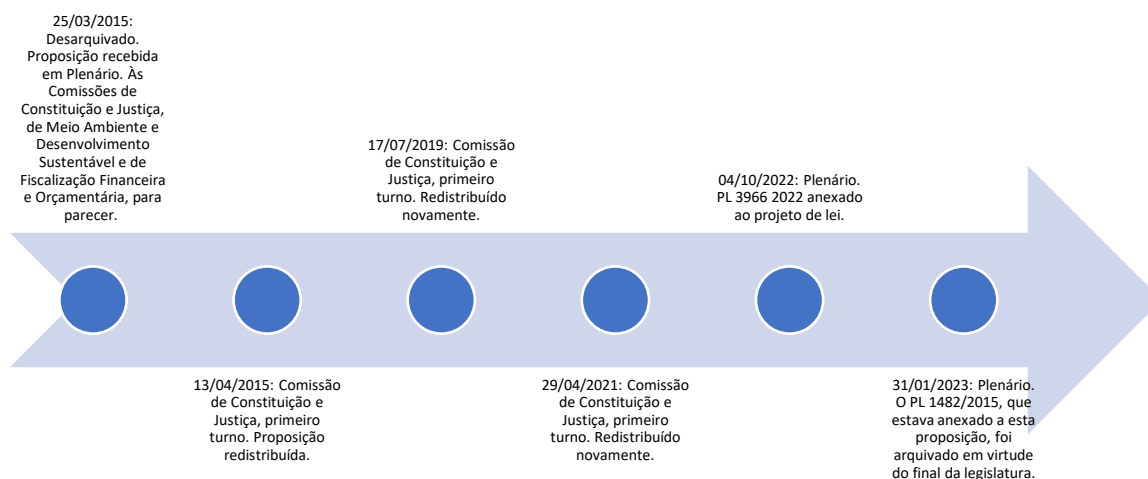 25/03/2015:
Desarquivado.
Proposição recebida
em Plenário. Às
Comissões de
Constituição e Justiça,
de Meio Ambiente e
Desenvolvimento
Sustentável e de
Fiscalização Financeira
e Orçamentária, para
parecer.
13/04/2015: Comissão
de Constituição e
Justiça, primeiro
turno. Proposição
redistribuída.
17/07/2019: Comissão
de Constituição e
Justiça, primeiro
turno. Redistribuído
novamente.
29/04/2021: Comissão
de Constituição e
Justiça, primeiro
turno. Redistribuído
novamente.
04/10/2022: Plenário.
PL 3966 2022 anexado
ao projeto de lei.
31/01/2023: Plenário.
O PL 1482/2015, que
estava anexado a esta
proposição, foi
arquivado em virtude
do final da legislatura.